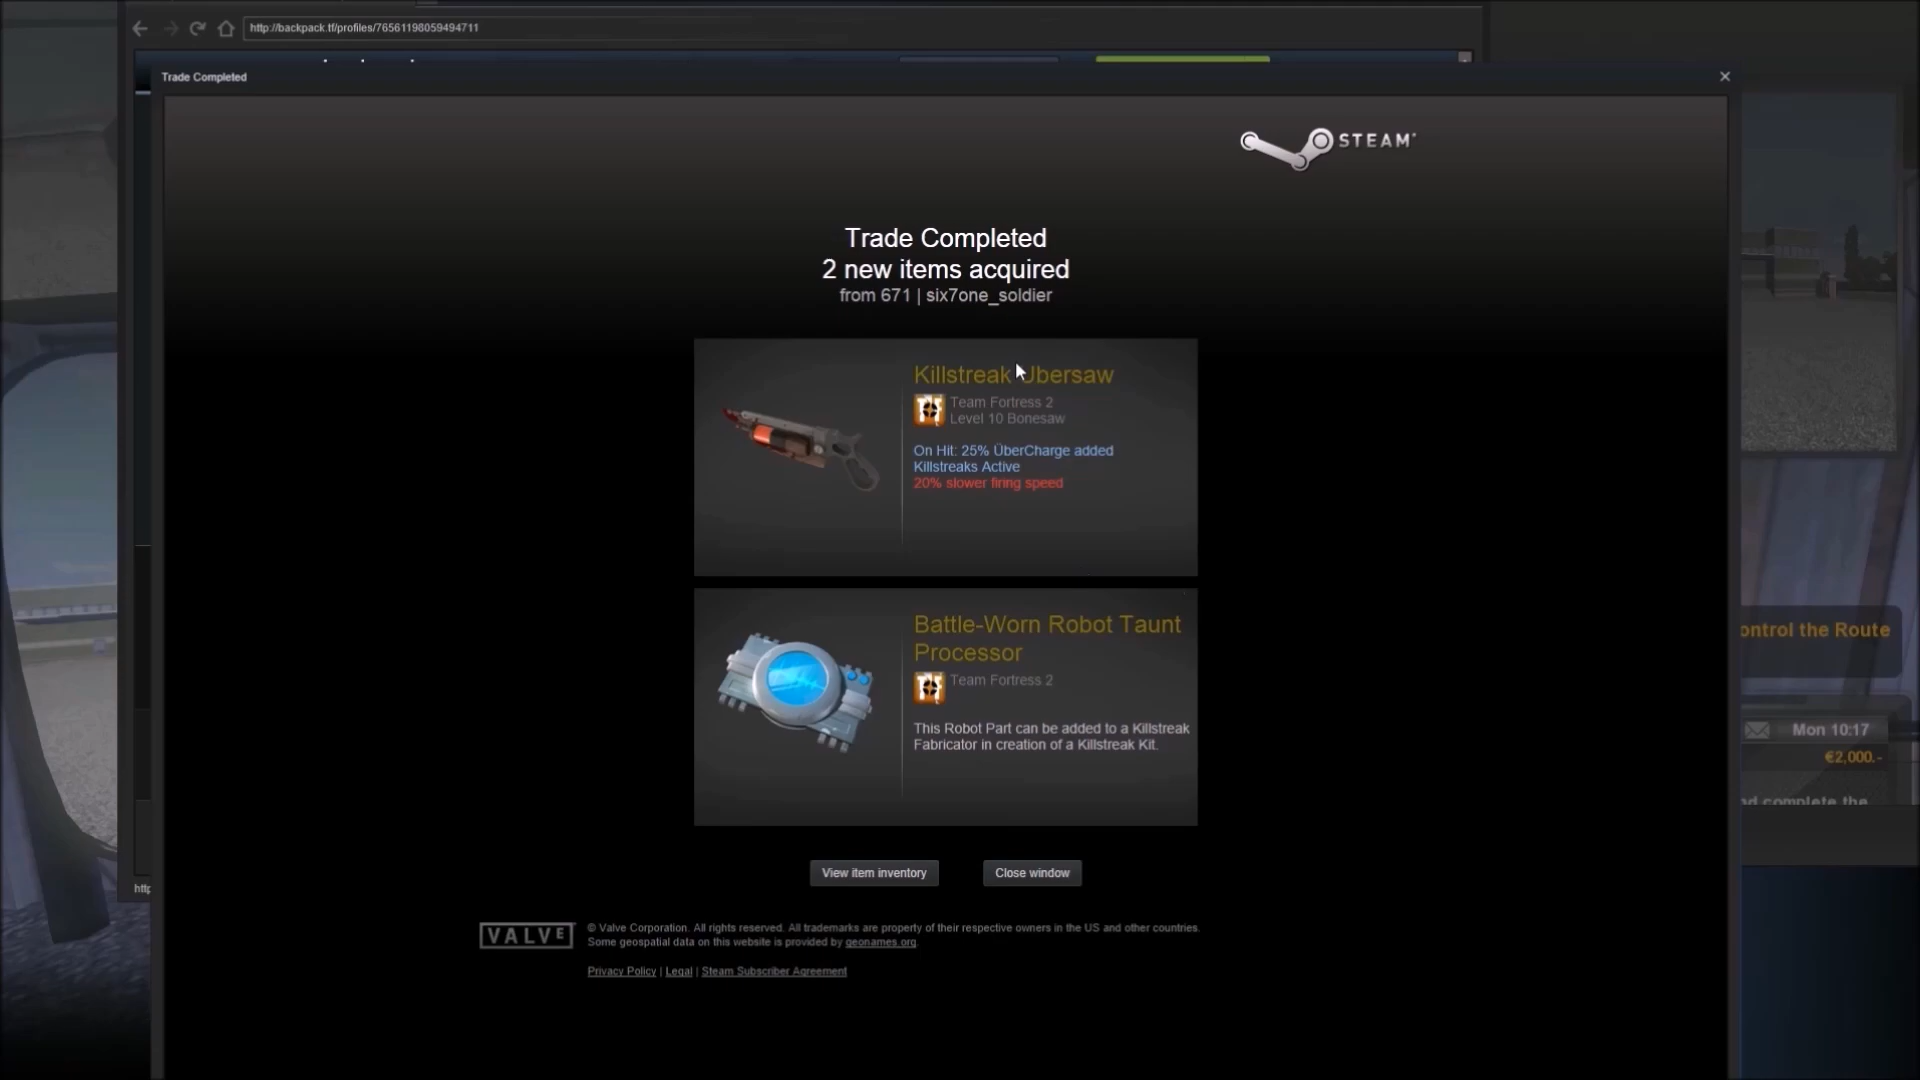 http://backpack.tf/profiles/76561198059494711
Trade Completed
STEAM
Trade Completed
2 new items acquired
from 671 | six7one_soldier
Killstreak Übersaw
Team Fortress 2
Level 10 Bonesaw
On Hit: 25% ÜberCharge added
Killstreaks Active
20% slower firing speed
Battle-Worn Robot Taunt
Processor
Team Fortress 2
This Robot Part can be added to a Killstreak
Fabricator in creation of a Killstreak Kit.
ontrol the Route
Mon 10:17
€2,000.-
nd complete the
View item inventory
Close window
http
VALVE
© Valve Corporation. All rights reserved. All trademarks are property of their respective owners in the US and other countries.
Some geospatial data on this website is provided by geonames.org.
Privacy Policy | Legal | Steam Subscriber Agreement